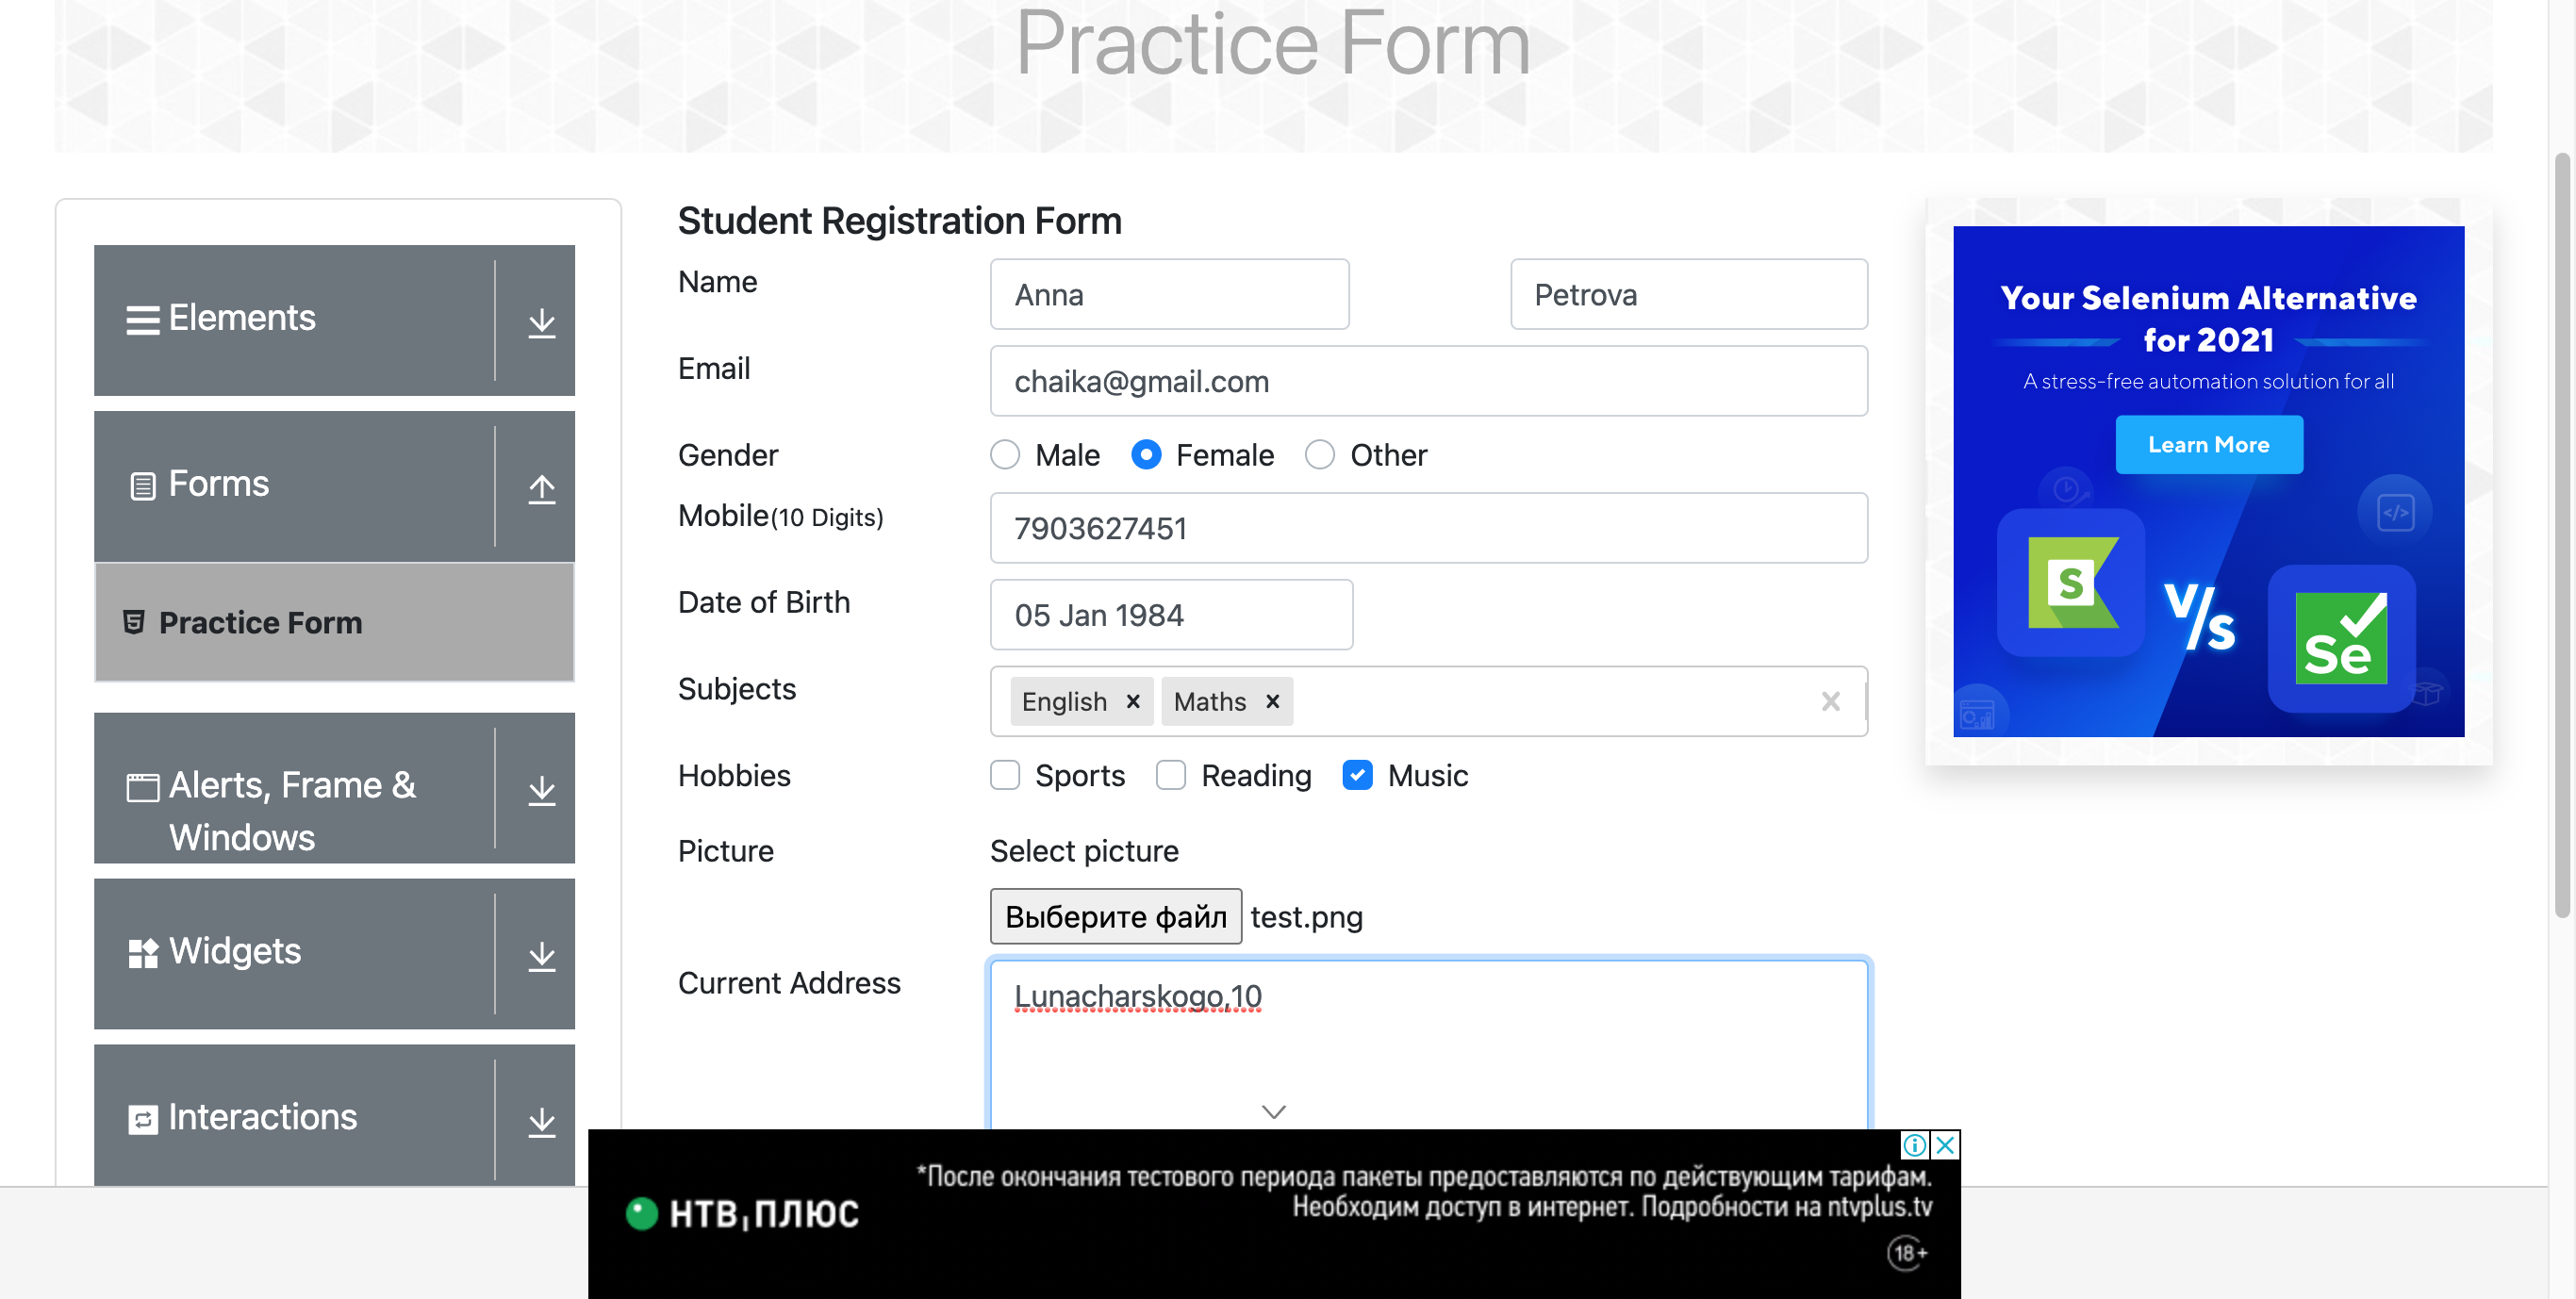 Practice Form
Elements
Forms
Practice Form
Alerts, Frame &
Windows
Widgets
Interactions
Student Registration Form
Name Anna Petrova
Email chaika@gmail.com
Gender Male Female Other
Mobile(10 Digits) 7903627451
Date of Birth 05 Jan 1984
Subjects English × Maths ×
Hobbies Sports Reading Music
Picture Select picture
Выберите файл test.png
Current Address Lunacharskogo,10
Your Selenium Alternative
for 2021
A stress-free automation solution for all
Learn More
</>
S
V/s
Se
*После окончания тестового периода пакеты предоставляются по действующим тарифам.
Необходим доступ в интернет. Подробности на ntvplus.tv
НТВ ПЛЮС
18+